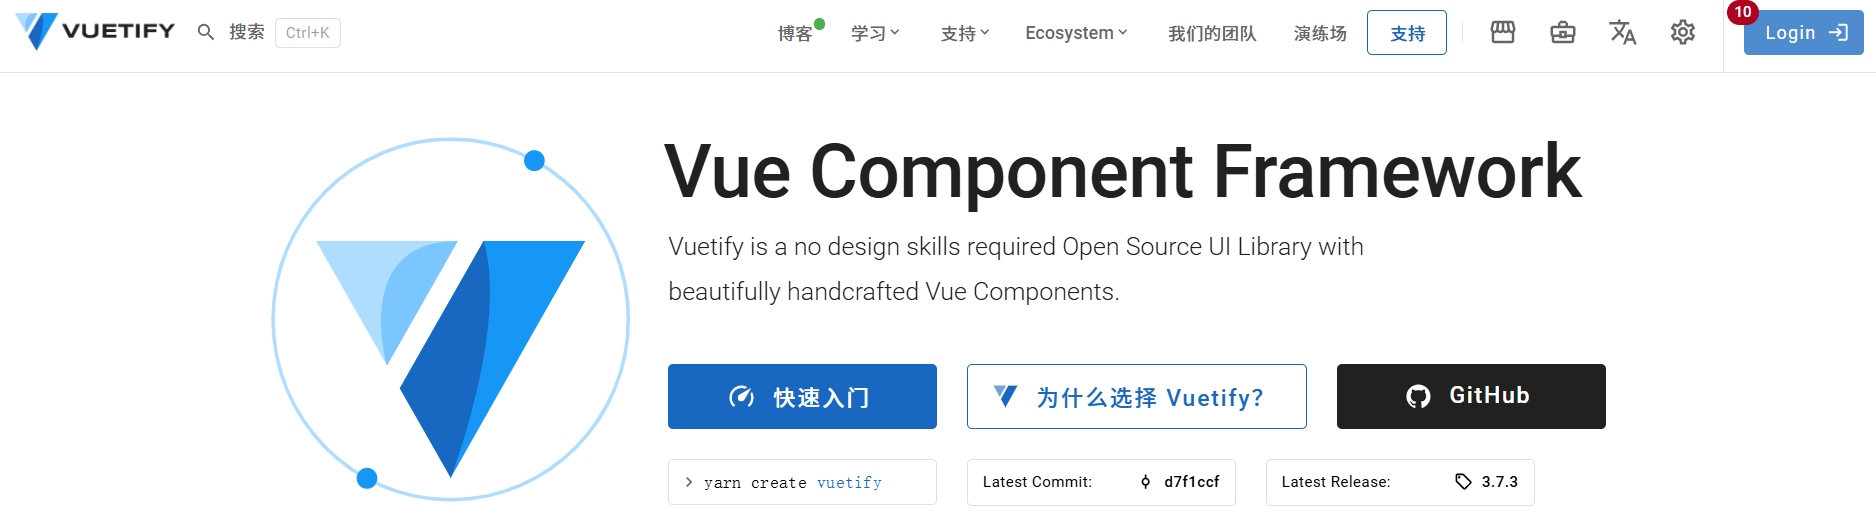 VUETIFY 搜索 Ctrl+K 博客 学习 支持 Ecosystem 我们的团队 演练场 支持 10 Login
Vue Component Framework
Vuetify is a no design skills required Open Source UI Library with
beautifully handcrafted Vue Components.
快速入门 为什么选择 Vuetify? GitHub
> yarn create vuetify Latest Commit: d7f1ccf Latest Release: 3.7.3